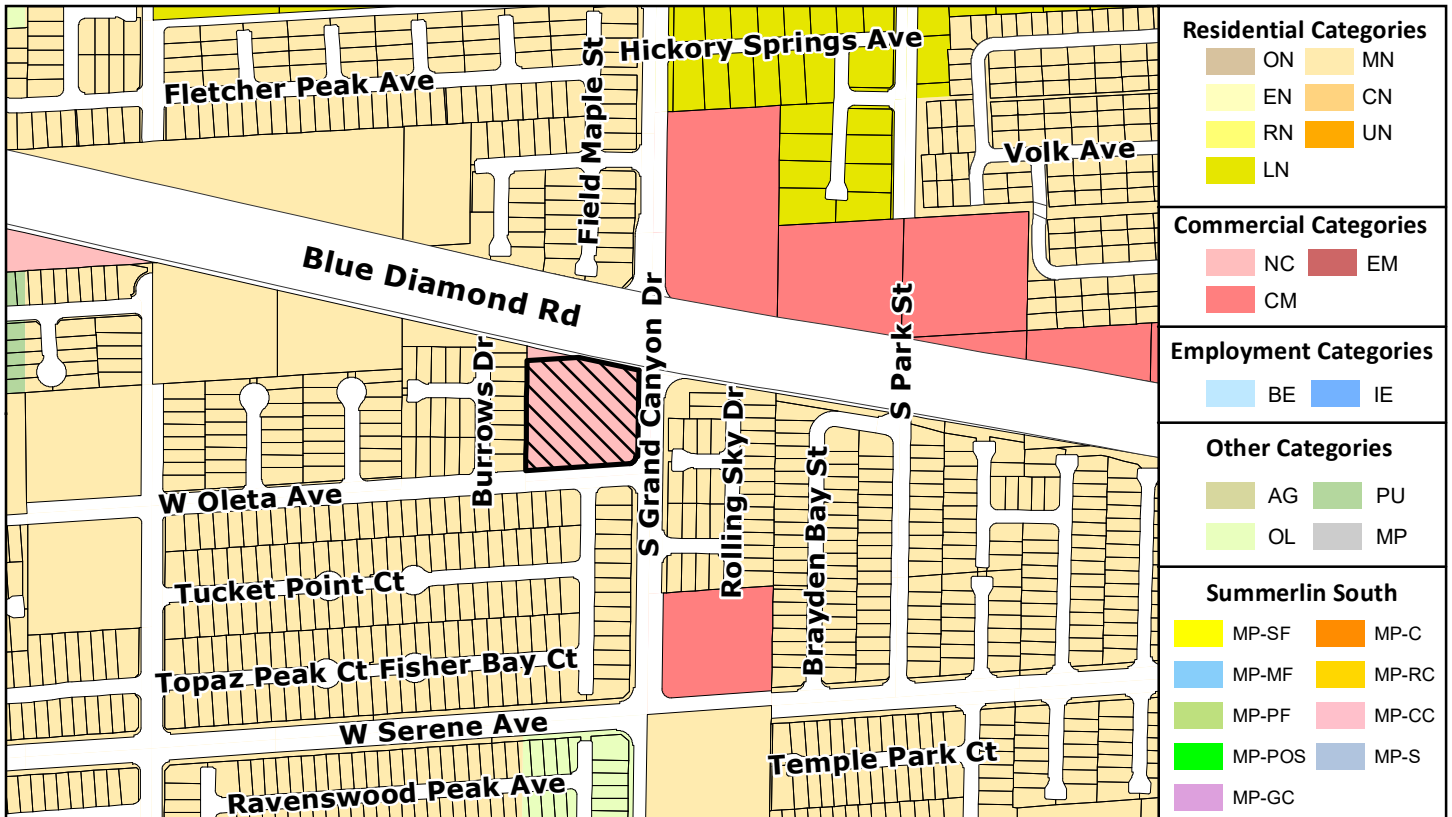 Hickory Springs Ave
Fletcher Peak Ave
Field Maple St
Volk Ave
Blue Diamond Rd
S Grand Canyon Dr
S Park St
Burrows Dr
Rolling Sky Dr
Brayden Bay St
W Oleta Ave
Tucket Point Ct
Topaz Peak Ct Fisher Bay Ct
W Serene Ave
Temple Park Ct
Ravenswood Peak Ave
Residential Categories
ON MN
EN CN
RN UN
LN
Commercial Categories
NC EM
CM
Employment Categories
BE IE
Other Categories
AG PU
OL MP
Summerlin South
MP-SF MP-C
MP-MF MP-RC
MP-PF MP-CC
MP-POS MP-S
MP-GC